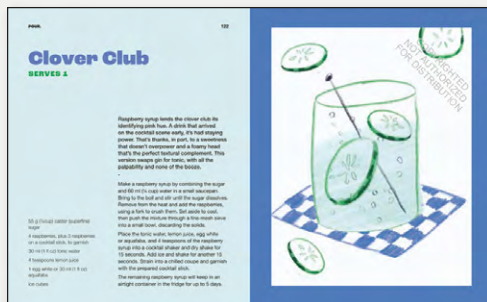 POUR.
122
Clover Club
SERVES 1
Raspberry syrup lends the clover club its
identifying pink hue. A drink that arrived
on the cocktail scene early, it's had staying
power. That's thanks, in part, to a sweetness
that doesn't overpower and a foamy head
that's the perfect textural complement. This
version swaps gin for tonic, with all the
palpability and none of the booze.
-
Make a raspberry syrup by combining the sugar
and 60 ml (¼ cup) water in a small saucepan.
Bring to the boil and stir until the sugar dissolves.
Remove from the heat and add the raspberries,
using a fork to crush them. Set aside to cool,
then push the mixture through a fine-mesh sieve
into a small bowl, discarding the solids.
Place the tonic water, lemon juice, egg white
or aquafaba, and 4 teaspoons of the raspberry
syrup into a cocktail shaker and dry shake for
15 seconds. Add ice and shake for another 15
seconds. Strain into a chilled coupe and garnish
with the prepared cocktail stick.
The remaining raspberry syrup will keep in an
airtight container in the fridge for up to 5 days.
55 g (¼ cup) caster (superfine)
sugar
4 raspberries, plus 3 raspberries
on a cocktail stick, to garnish
30 ml (1 fl oz) tonic water
4 teaspoons lemon juice
1 egg white or 30 ml (1 fl oz)
aquafaba
Ice cubes
COPYRIGHTED
NOT AUTHORIZED
FOR DISTRIBUTION